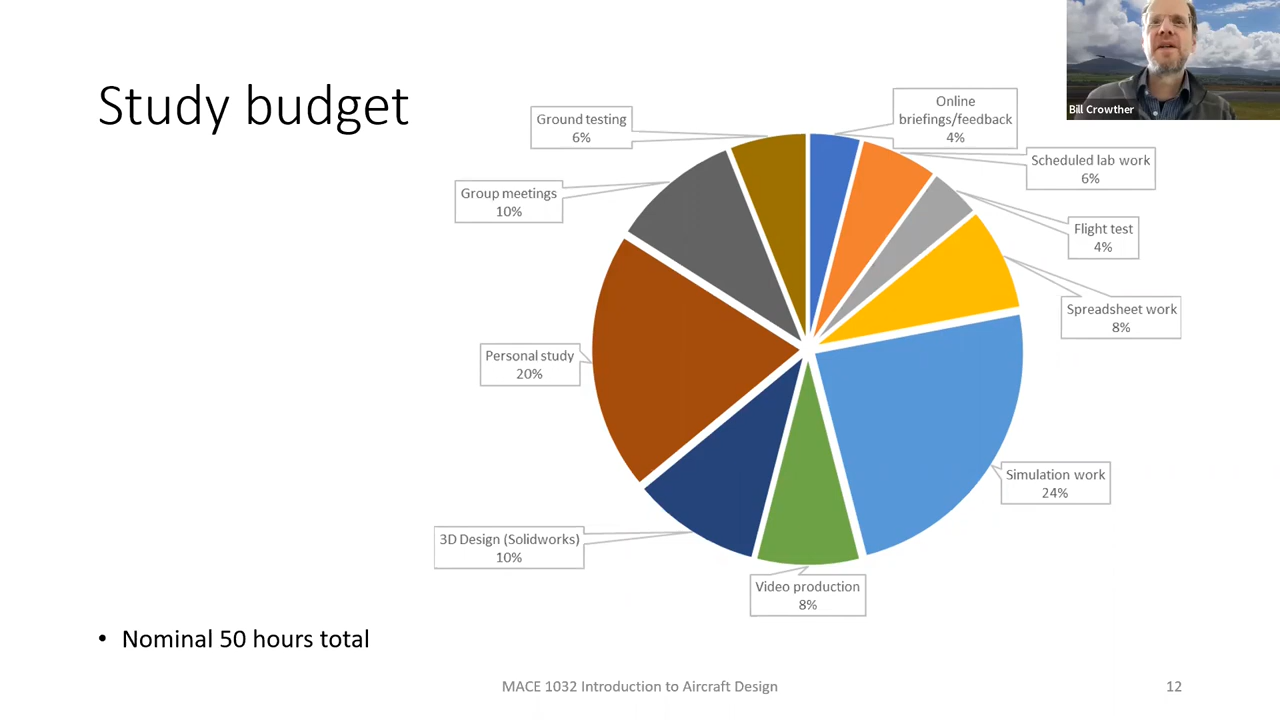 Study budget
Bill Crowther
Online
briefings/feedback
4%
Scheduled lab work
6%
Flight test
4%
Spreadsheet work
8%
Simulation work
24%
Video production
8%
3D Design (Solidworks)
10%
Personal study
20%
Group meetings
10%
Ground testing
6%
• Nominal 50 hours total
MACE 1032 Introduction to Aircraft Design
12